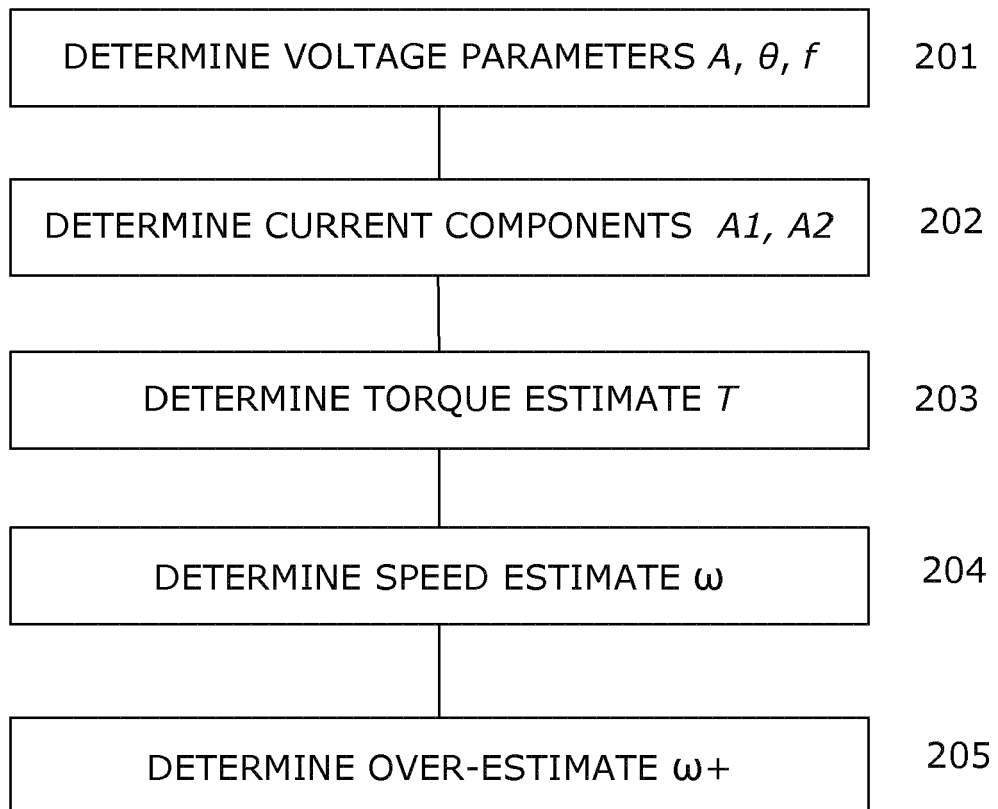 DETERMINE VOLTAGE PARAMETERS A, θ, f 201
DETERMINE CURRENT COMPONENTS A1, A2 202
DETERMINE TORQUE ESTIMATE T 203
DETERMINE SPEED ESTIMATE ω 204
DETERMINE OVER-ESTIMATE ω+ 205